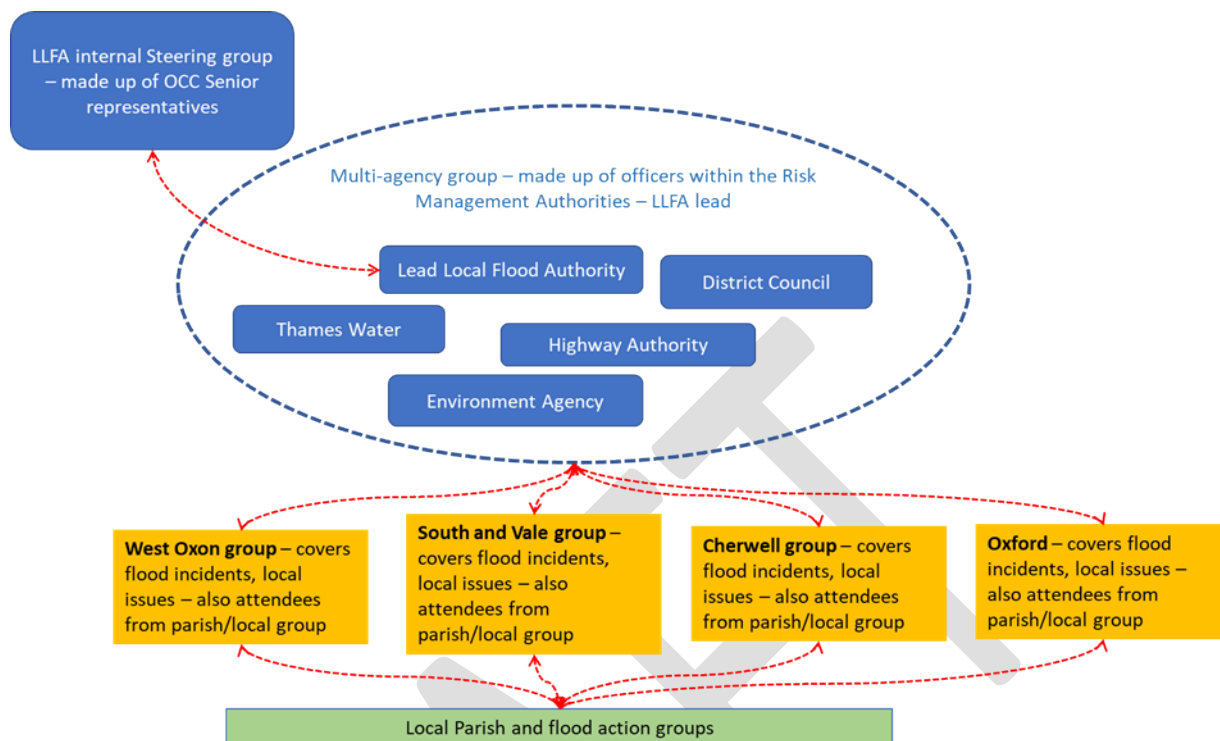 LLFA internal Steering group
– made up of OCC Senior
representatives
Multi-agency group – made up of officers within the Risk
Management Authorities – LLFA lead
Lead Local Flood Authority
District Council
Thames Water
Highway Authority
Environment Agency
West Oxon group – covers
flood incidents, local
issues – also attendees
from parish/local group
South and Vale group –
covers flood incidents,
local issues – also
attendees from
parish/local group
Cherwell group – covers
flood incidents, local
issues – also attendees
from parish/local group
Oxford – covers flood
incidents, local issues –
also attendees from
parish/local group
Local Parish and flood action groups